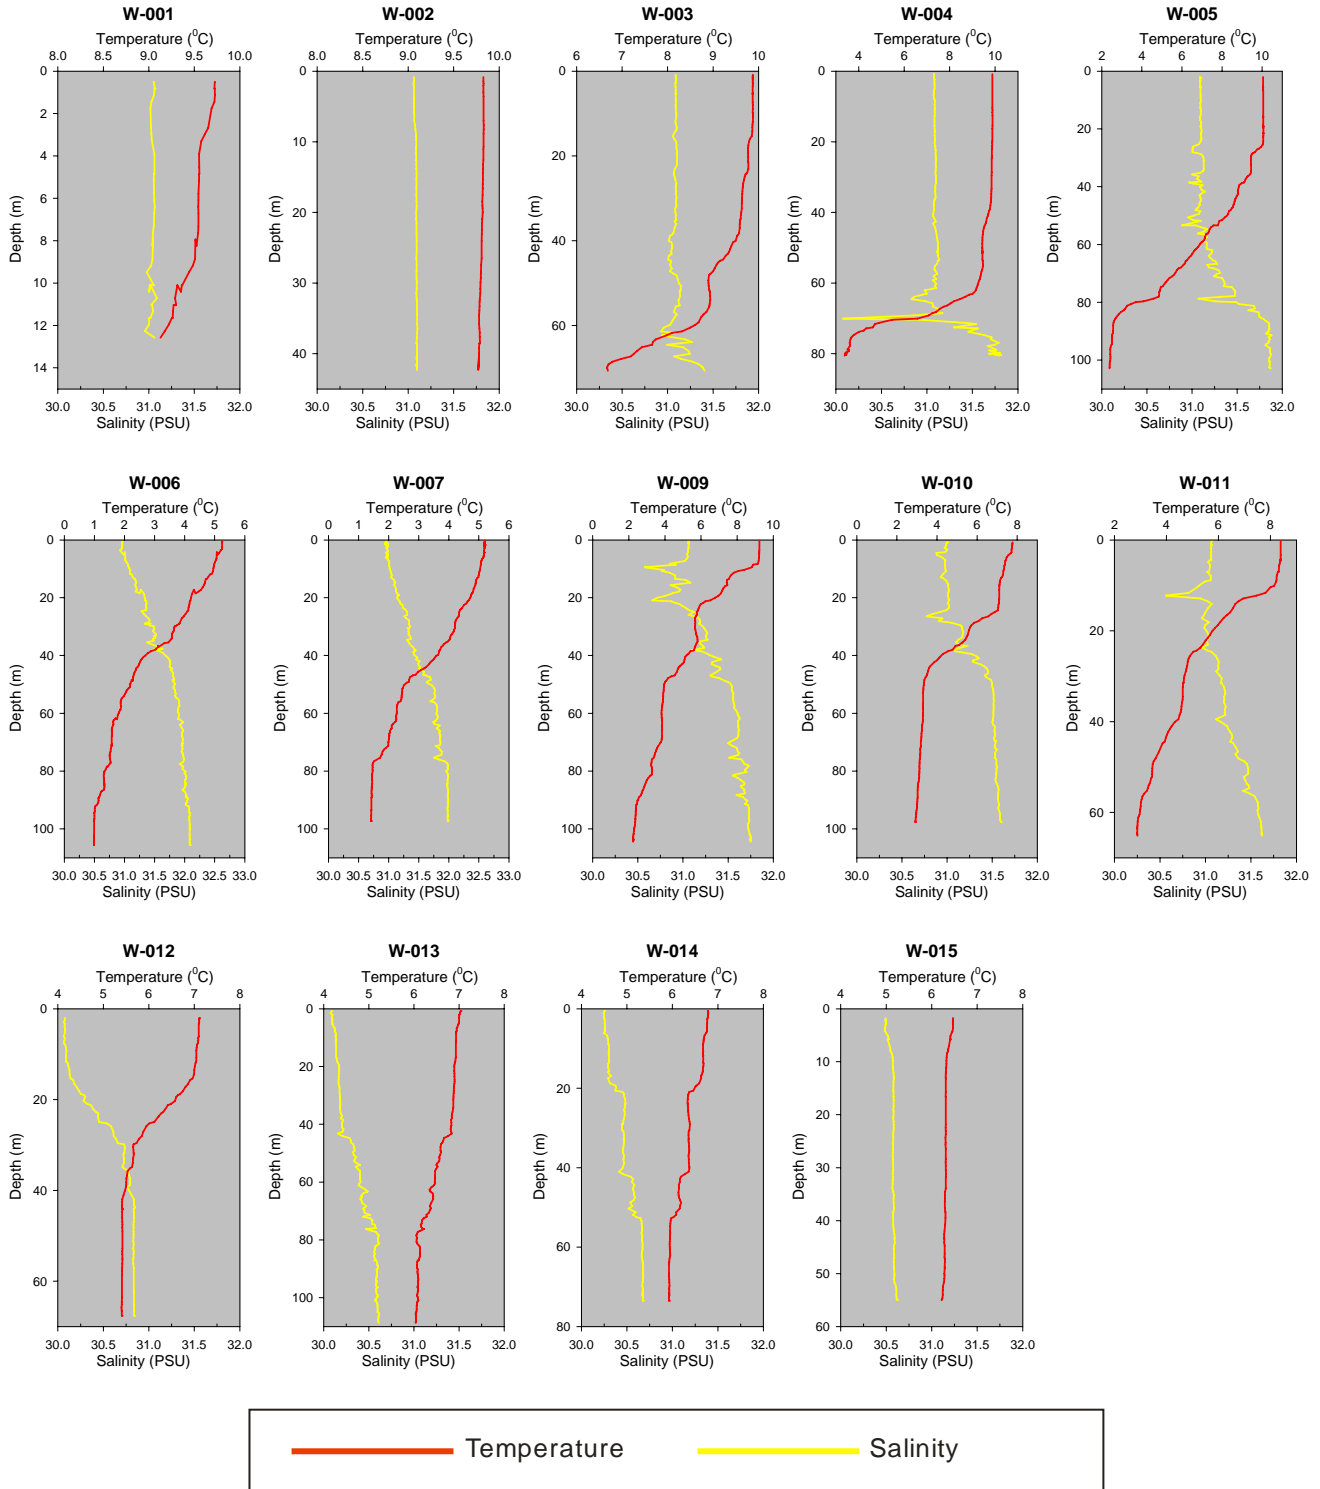 W-001 W-002 W-003 W-004 W-005
Temperature (⁰C) Temperature (⁰C) Temperature (⁰C) Temperature (⁰C) Temperature (⁰C)
8.0 8.5 9.0 9.5 10.0 8.0 8.5 9.0 9.5 10.0 6 7 8 9 10 4 6 8 10 2 4 6 8 10
Depth (m) 0 2 4 6 8 10 12 14
Depth (m) 0 10 20 30 40
Depth (m) 0 20 40 60
Depth (m) 0 20 40 60 80
Depth (m) 0 20 40 60 80 100
30.0 30.5 31.0 31.5 32.0 30.0 30.5 31.0 31.5 32.0 30.0 30.5 31.0 31.5 32.0 30.0 30.5 31.0 31.5 32.0 30.0 30.5 31.0 31.5 32.0
Salinity (PSU) Salinity (PSU) Salinity (PSU) Salinity (PSU) Salinity (PSU)
W-006 W-007 W-009 W-010 W-011
Temperature (⁰C) Temperature (⁰C) Temperature (⁰C) Temperature (⁰C) Temperature (⁰C)
0 1 2 3 4 5 6 0 1 2 3 4 5 6 0 2 4 6 8 10 0 2 4 6 8 2 4 6 8
Depth (m) 0 20 40 60 80 100
Depth (m) 0 20 40 60 80 100
Depth (m) 0 20 40 60 80 100
Depth (m) 0 20 40 60 80 100
Depth (m) 0 20 40 60
30.0 30.5 31.0 31.5 32.0 32.5 33.0 30.0 30.5 31.0 31.5 32.0 32.5 33.0 30.0 30.5 31.0 31.5 32.0 30.0 30.5 31.0 31.5 32.0 30.0 30.5 31.0 31.5 32.0
Salinity (PSU) Salinity (PSU) Salinity (PSU) Salinity (PSU) Salinity (PSU)
W-012 W-013 W-014 W-015
Temperature (⁰C) Temperature (⁰C) Temperature (⁰C) Temperature (⁰C)
4 5 6 7 8 4 5 6 7 8 4 5 6 7 8 4 5 6 7 8
Depth (m) 0 20 40 60
Depth (m) 0 20 40 60 80 100
Depth (m) 0 20 40 60 80
Depth (m) 0 10 20 30 40 50 60
30.0 30.5 31.0 31.5 32.0 30.0 30.5 31.0 31.5 32.0 30.0 30.5 31.0 31.5 32.0 30.0 30.5 31.0 31.5 32.0
Salinity (PSU) Salinity (PSU) Salinity (PSU) Salinity (PSU)
Temperature Salinity